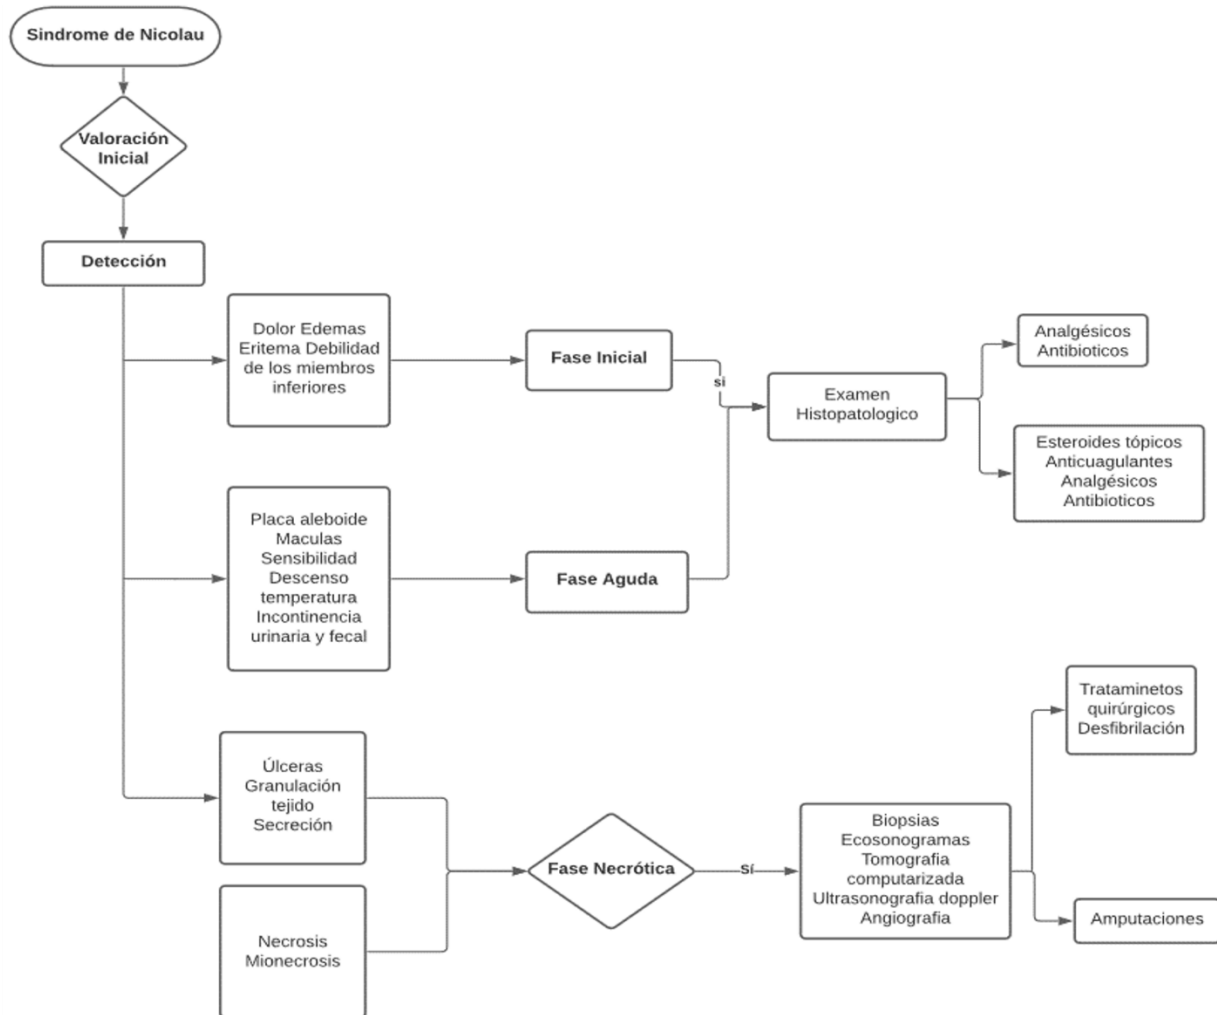 Sindrome de Nicolau
Valoración
Inicial
Detección
Dolor Edemas
Eritema Debilidad
de los miembros
inferiores
Fase Inicial
si
Examen
Histopatologico
Analgésicos
Antibioticos
Esteroides tópicos
Anticuagulantes
Analgésicos
Antibioticos
Placa aleboide
Maculas
Sensibilidad
Descenso
temperatura
Incontinencia
urinaria y fecal
Fase Aguda
Úlceras
Granulación
tejido
Secreción
Necrosis
Mionecrosis
Fase Necrótica
Sí
Biopsias
Ecosonogramas
Tomografia
computarizada
Ultrasonografia doppler
Angiografia
Trataminetos
quirúrgicos
Desfibrilación
Amputaciones